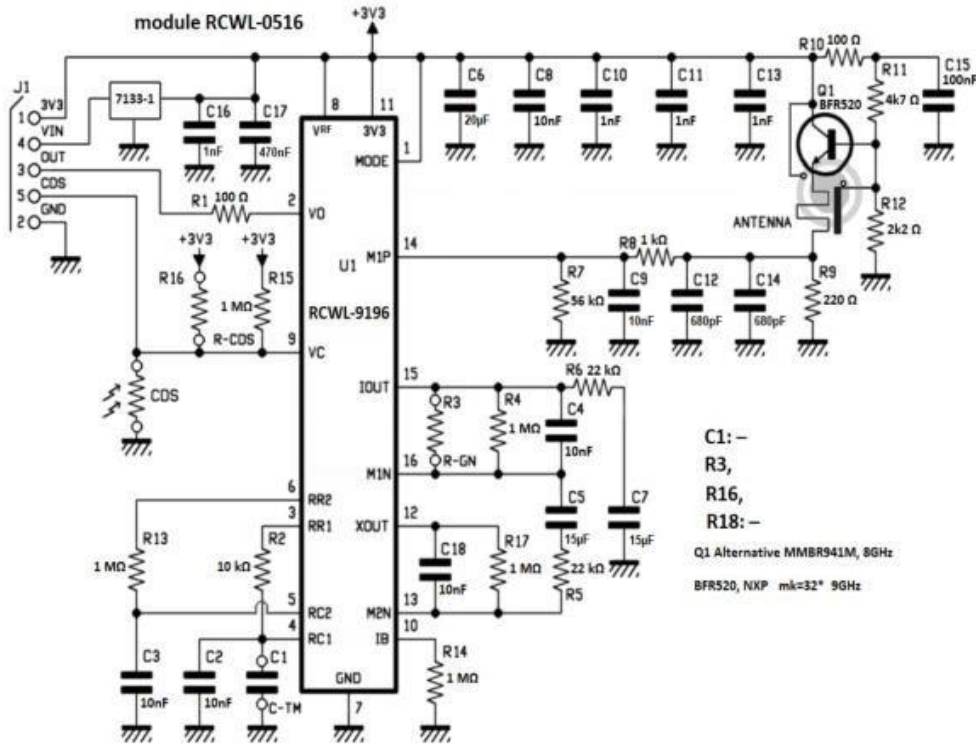 module RCWL-0516
+3V3
J1
3V3
1
VIN
4
OUT
3
CDS
5
GND
2
7133-1
C16
1nF
C17
470nF
8
VRF
11
3V3
MODE
1
C6
20µF
C8
10nF
C10
1nF
C11
1nF
C13
1nF
R10
100 Ω
Q1
BFR520
R11
4k7 Ω
C15
100nF
R12
2k2 Ω
ANTENNA
R1
100 Ω
2
VO
+3V3
+3V3
R16
R15
1 MΩ
R-CDS
9
VC
CDS
U1
RCWL-9196
14
M1P
R7
56 kΩ
R8
1 kΩ
C9
10nF
C12
680pF
C14
680pF
R9
220 Ω
15
IOUT
R3
R-GN
R4
1 MΩ
C4
10nF
R6 22 kΩ
16
M1N
C5
15µF
C7
15µF
12
XOUT
C18
10nF
R17
1 MΩ
22 kΩ
R5
13
M2N
10
IB
R14
1 MΩ
6
RR2
3
RR1
R13
1 MΩ
R2
10 kΩ
5
RC2
4
RC1
C3
10nF
C2
10nF
C1
C-TM
GND
7
C1: –
R3,
R16,
R18: –
Q1 Alternative MMBR941M, 8GHz
BFR520, NXP mk=32* 9GHz